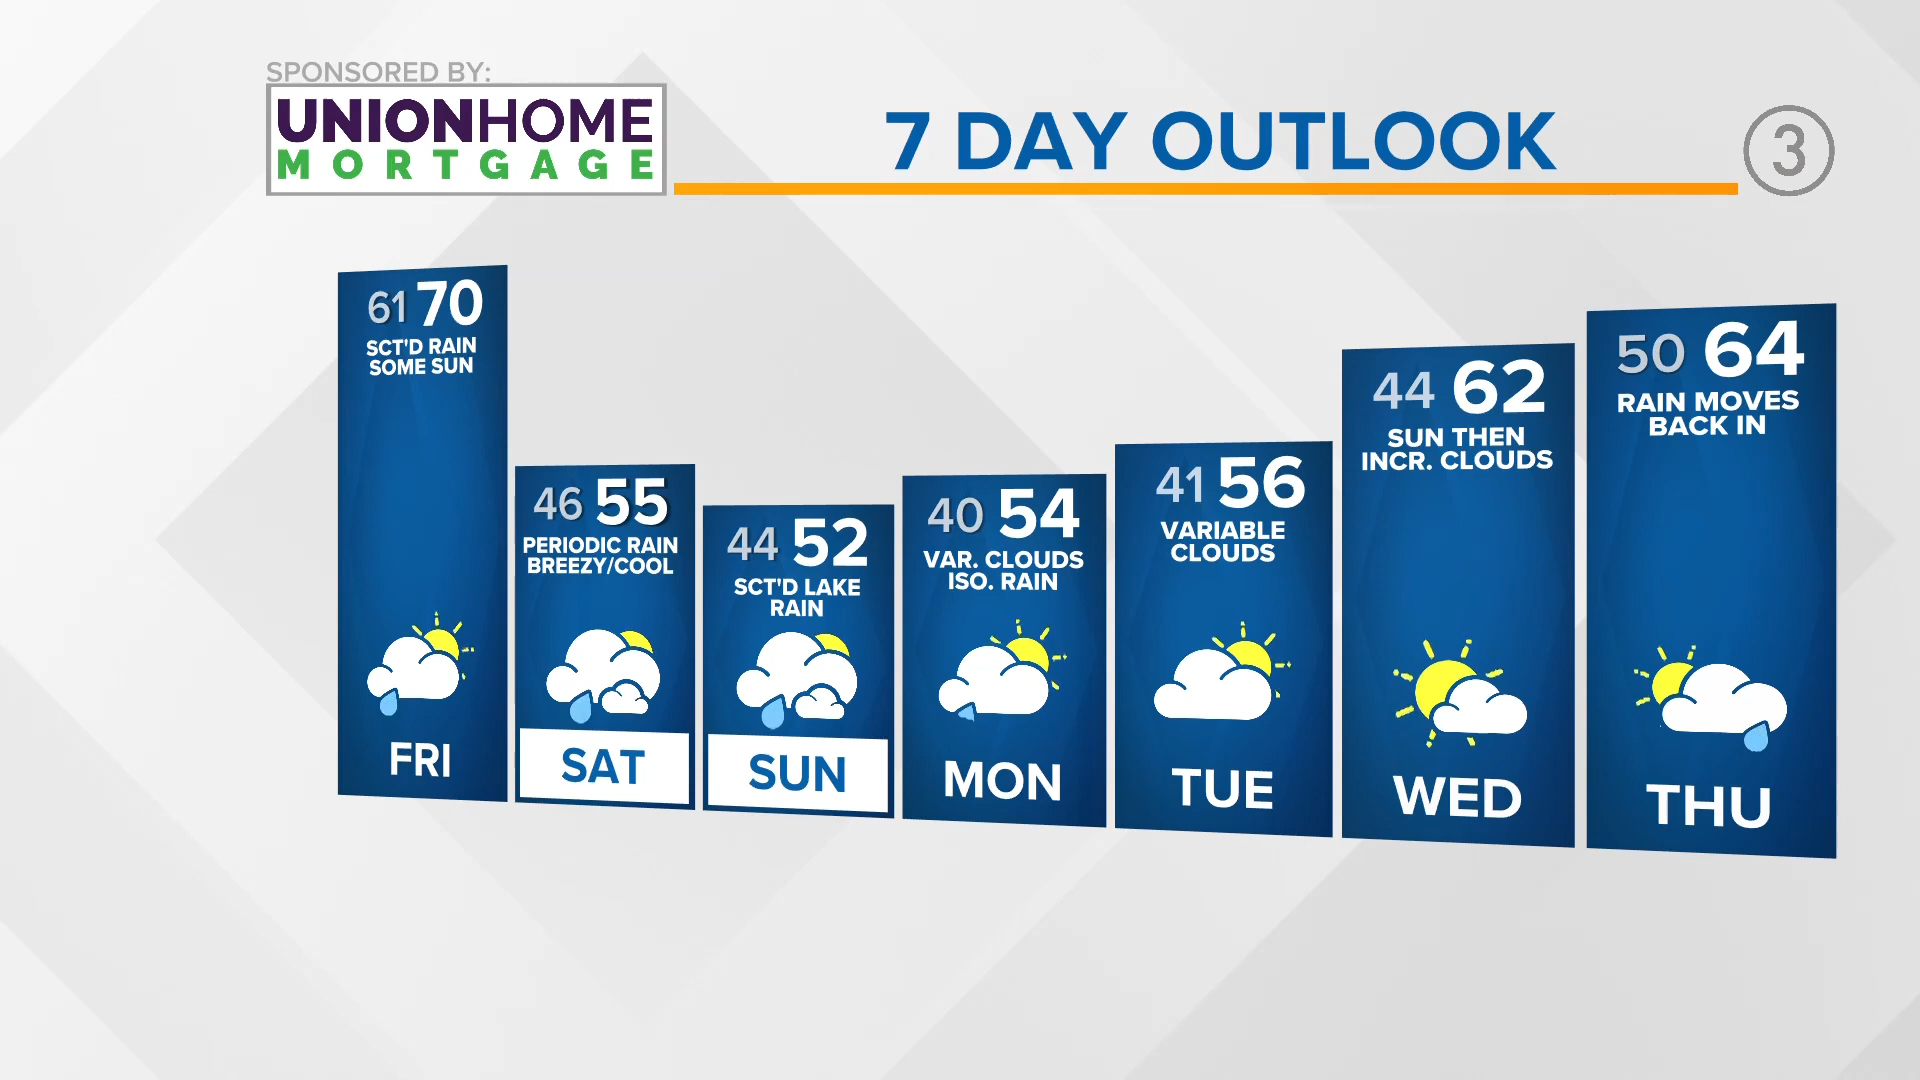 SPONSORED BY:
UNIONHOME
MORTGAGE
7 DAY OUTLOOK
3
61 70
SCT'D RAIN
SOME SUN
FRI
46 55
PERIODIC RAIN
BREEZY/COOL
SAT
44 52
SCT'D LAKE
RAIN
SUN
40 54
VAR. CLOUDS
ISO. RAIN
MON
41 56
VARIABLE
CLOUDS
TUE
44 62
SUN THEN
INCR. CLOUDS
WED
50 64
RAIN MOVES
BACK IN
THU